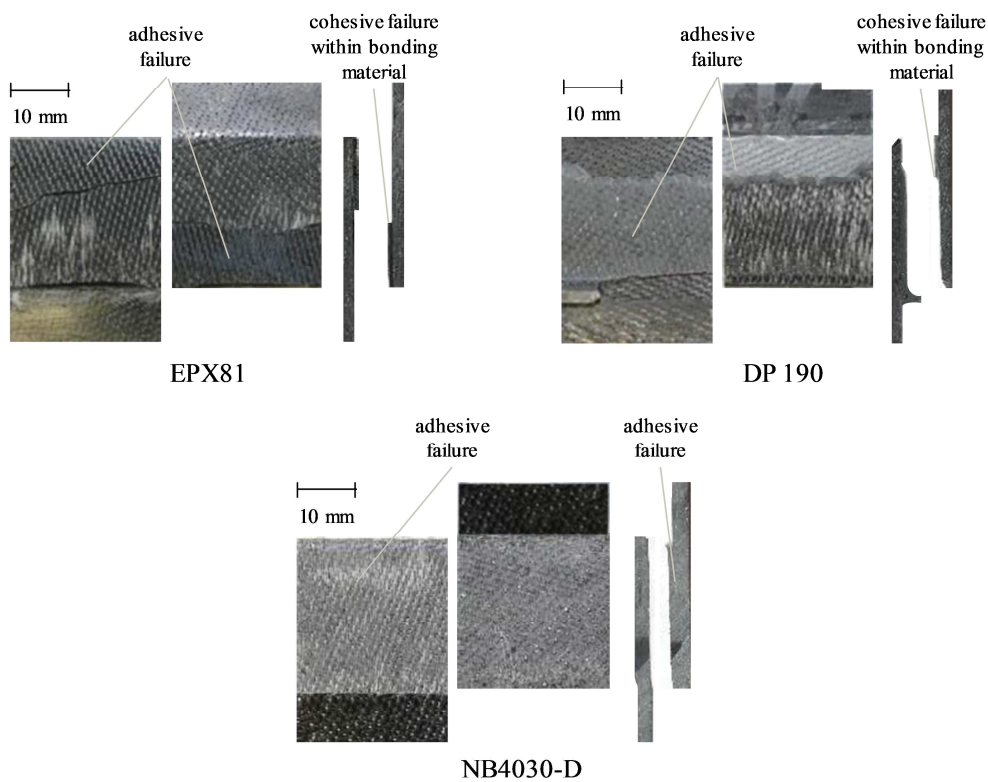 adhesive
failure
cohesive failure
within bonding
material
10 mm
EPX81
adhesive
failure
cohesive failure
within bonding
material
10 mm
DP 190
adhesive
failure
adhesive
failure
10 mm
NB4030-D